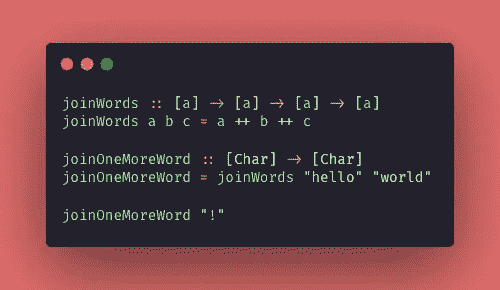 joinWords :: [a] -> [a] -> [a] -> [a]
joinWords a b c = a ++ b ++ c
joinOneMoreWord :: [Char] -> [Char]
joinOneMoreWord = joinWords "hello" "world"
joinOneMoreWord "!"